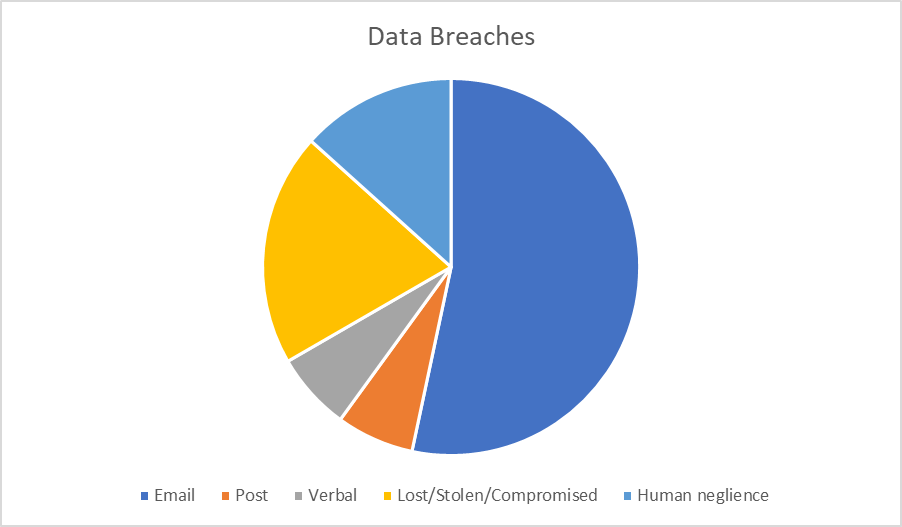 Data Breaches
Email Post Verbal Lost/Stolen/Compromised Human neglience